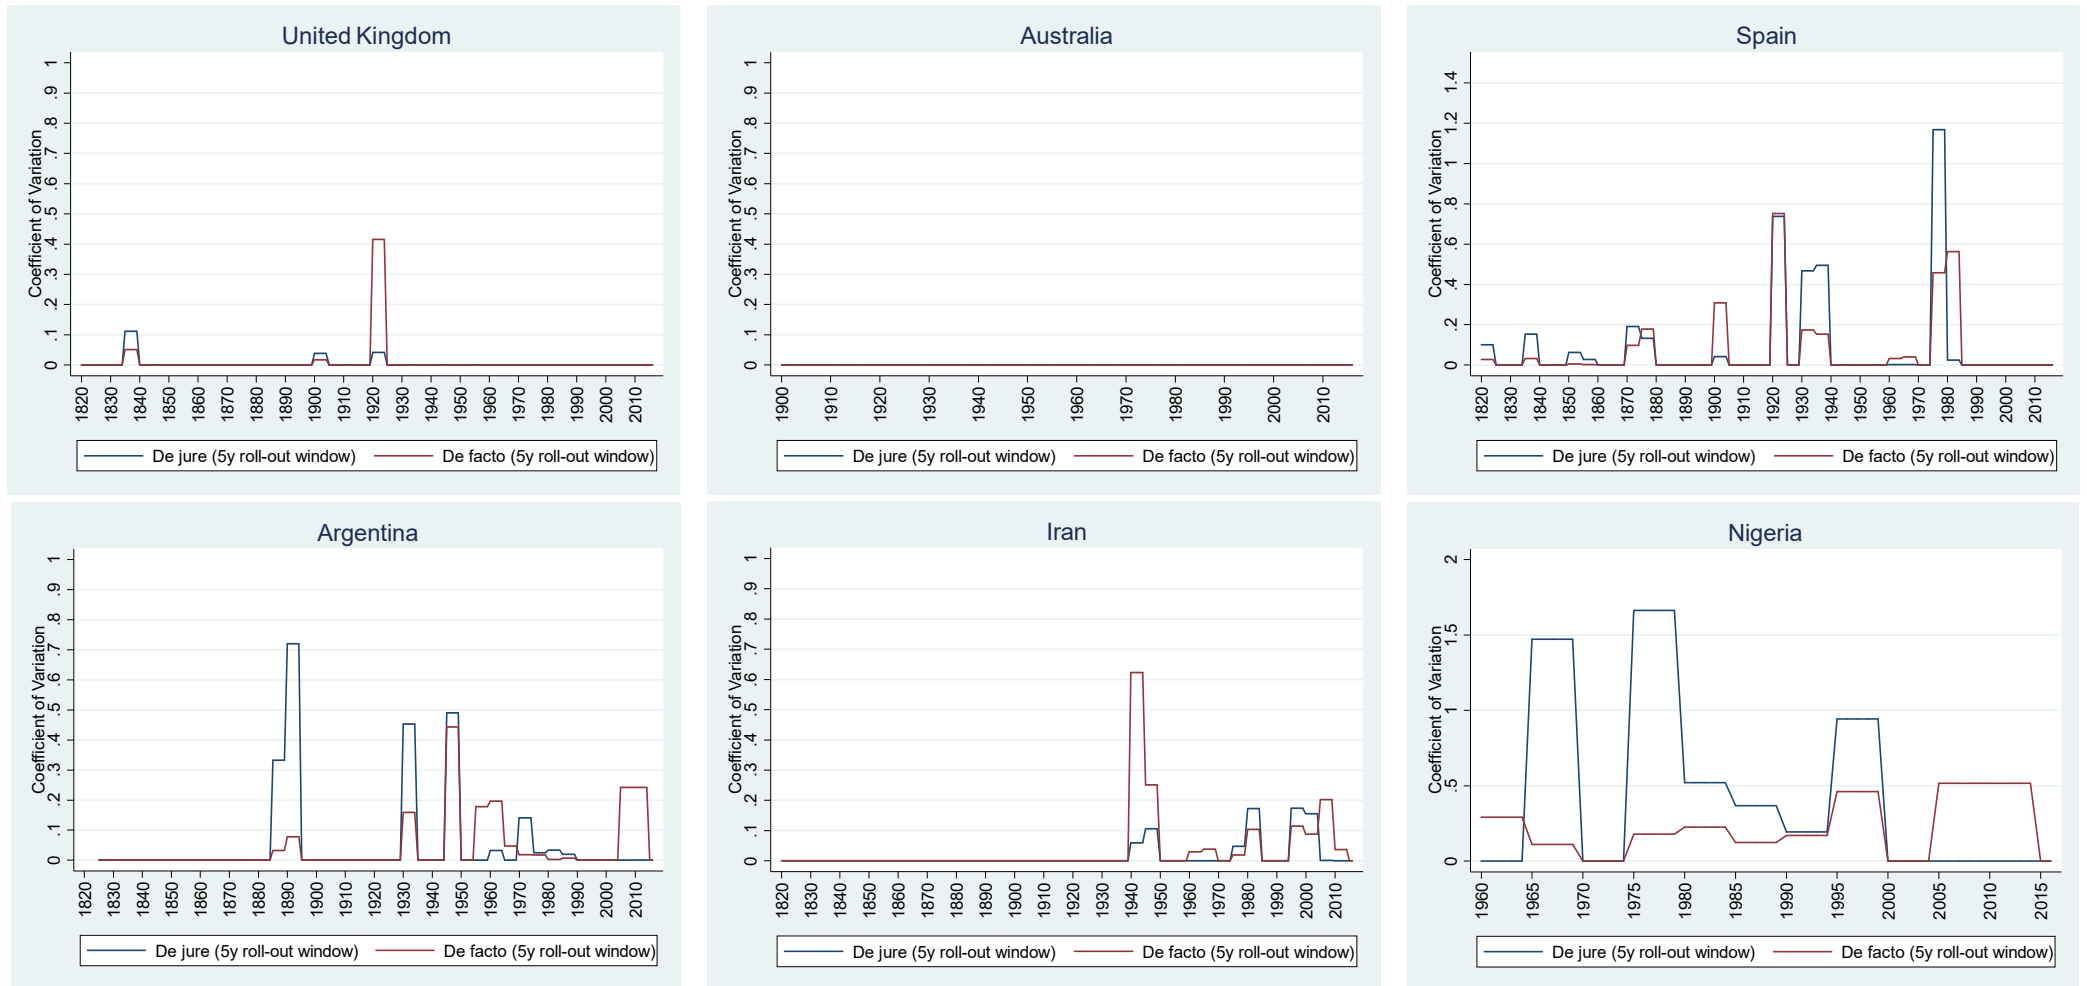 United Kingdom
Coefficient of Variation
1
.9
.8
.7
.6
.5
.4
.3
.2
.1
0
1820 1830 1840 1850 1860 1870 1880 1890 1900 1910 1920 1930 1940 1950 1960 1970 1980 1990 2000 2010
De jure (5y roll-out window) De facto (5y roll-out window)
Australia
Coefficient of Variation
1
.9
.8
.7
.6
.5
.4
.3
.2
.1
0
1900 1910 1920 1930 1940 1950 1960 1970 1980 1990 2000 2010
De jure (5y roll-out window) De facto (5y roll-out window)
Spain
Coefficient of Variation
1.4
1.2
1
.8
.6
.4
.2
0
1820 1830 1840 1850 1860 1870 1880 1890 1900 1910 1920 1930 1940 1950 1960 1970 1980 1990 2000 2010
De jure (5y roll-out window) De facto (5y roll-out window)
Argentina
Coefficient of Variation
1
.9
.8
.7
.6
.5
.4
.3
.2
.1
0
1820 1830 1840 1850 1860 1870 1880 1890 1900 1910 1920 1930 1940 1950 1960 1970 1980 1990 2000 2010
De jure (5y roll-out window) De facto (5y roll-out window)
Iran
Coefficient of Variation
1
.9
.8
.7
.6
.5
.4
.3
.2
.1
0
1820 1830 1840 1850 1860 1870 1880 1890 1900 1910 1920 1930 1940 1950 1960 1970 1980 1990 2000 2010
De jure (5y roll-out window) De facto (5y roll-out window)
Nigeria
Coefficient of Variation
2
1.5
1
.5
0
1960 1965 1970 1975 1980 1985 1990 1995 2000 2005 2010 2015
De jure (5y roll-out window) De facto (5y roll-out window)